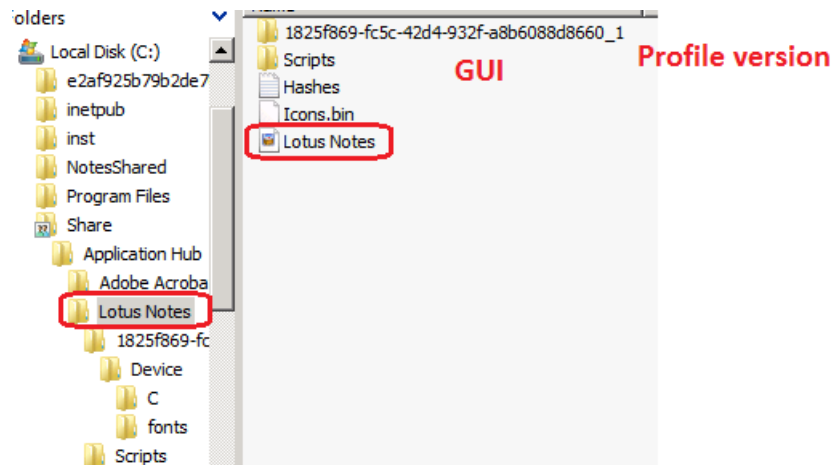 olders
Local Disk (C:)
e2af925b79b2de7
inetpub
inst
NotesShared
Program Files
Share
Application Hub
Adobe Acroba
Lotus Notes
1825f869-fc
Device
C
fonts
Scripts
Name
1825f869-fc5c-42d4-932f-a8b6088d8660_1
Scripts
Hashes
Icons.bin
Lotus Notes
GUI
Profile version